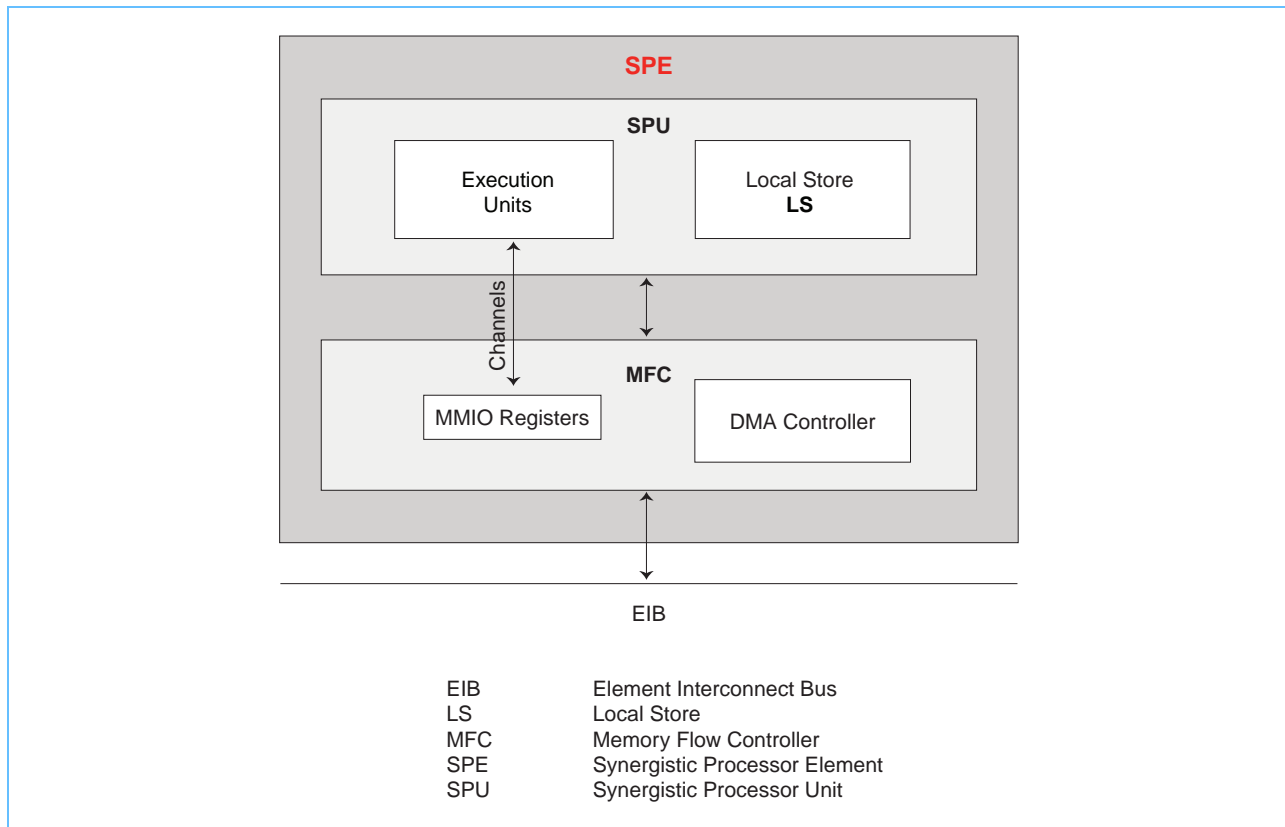 SPE
SPU
Execution
Units
Local Store
LS
Channels
MFC
MMIO Registers
DMA Controller
EIB
EIB Element Interconnect Bus
LS Local Store
MFC Memory Flow Controller
SPE Synergistic Processor Element
SPU Synergistic Processor Unit